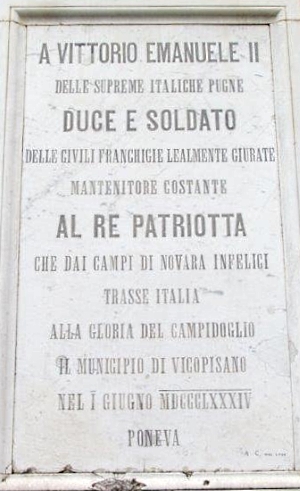 A VITTORIO EMANUELE II
DELLE SUPREME ITALICHE PUGNE
DUCE E SOLDATO
DELLE CIVILI FRANCHIGIE LEALMENTE GIURATE
MANTENITORE COSTANTE
AL RE PATRIOTTA
CHE DAI CAMPI DI NOVARA INFELICI
TRASSE ITALIA
ALLA GLORIA DEL CAMPIDOGLIO
IL MUNICIPIO DI VICOPISANO
NEL I GIUGNO MDCCCLXXXIV
PONEVA